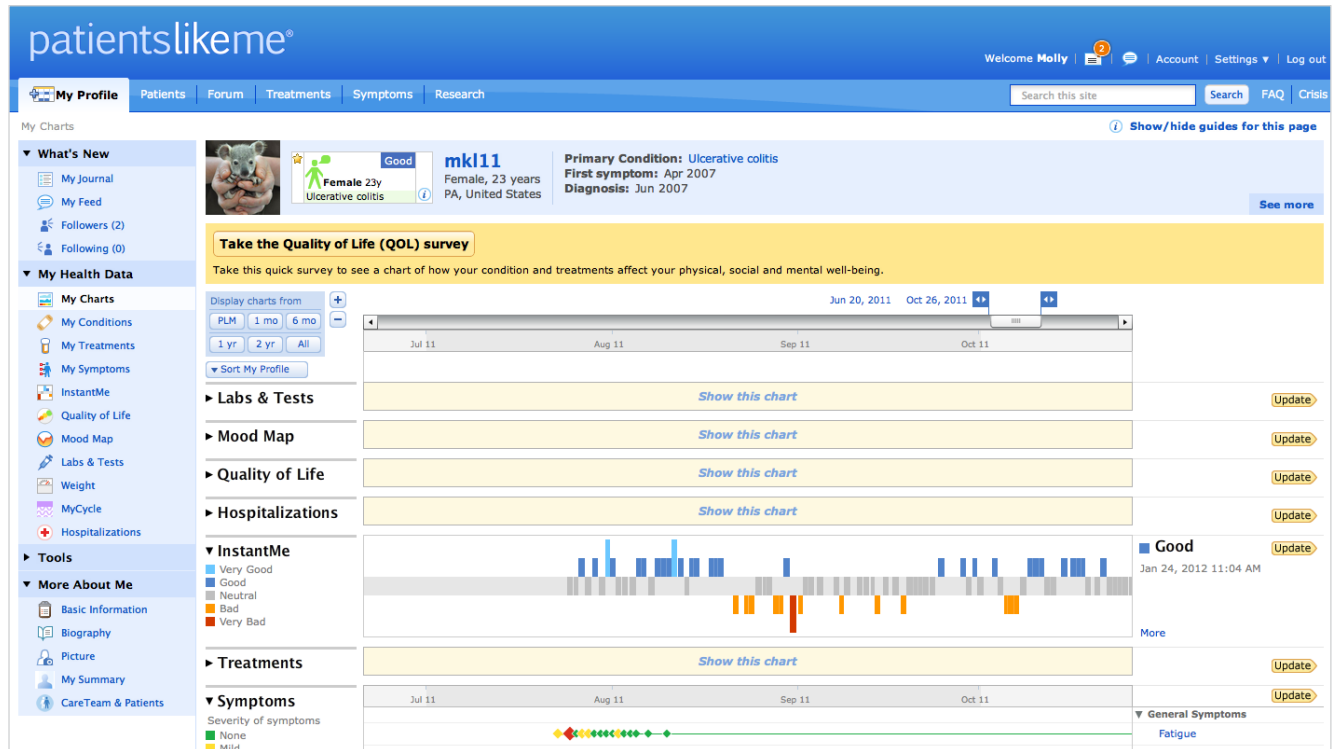 patientslikeme®
Welcome Molly | 2 | | Account | Settings ▼ | Log out
My Profile Patients Forum Treatments Symptoms Research Search this site Search FAQ Crisis
My Charts
Show/hide guides for this page
▼ What's New
My Journal
My Feed
Followers (2)
Following (0)
▼ My Health Data
My Charts
My Conditions
My Treatments
My Symptoms
InstantMe
Quality of Life
Mood Map
Labs & Tests
Weight
MyCycle
Hospitalizations
▶ Tools
▼ More About Me
Basic Information
Biography
Picture
My Summary
CareTeam & Patients
Good
Female 23y
Ulcerative colitis
mkl11
Female, 23 years
PA, United States
Primary Condition: Ulcerative colitis
First symptom: Apr 2007
Diagnosis: Jun 2007
See more
Take the Quality of Life (QOL) survey
Take this quick survey to see a chart of how your condition and treatments affect your physical, social and mental well-being.
Display charts from +
PLM 1 mo 6 mo −
1 yr 2 yr All
▼ Sort My Profile
Jun 20, 2011 Oct 26, 2011
Jul 11 Aug 11 Sep 11 Oct 11
▶ Labs & Tests Show this chart Update
▶ Mood Map Show this chart Update
▶ Quality of Life Show this chart Update
▶ Hospitalizations Show this chart Update
▼ InstantMe
Very Good
Good
Neutral
Bad
Very Bad
Good Update
Jan 24, 2012 11:04 AM
More
▶ Treatments Show this chart Update
▼ Symptoms Jul 11 Aug 11 Sep 11 Oct 11 Update
Severity of symptoms
None
Mild
▼ General Symptoms
Fatigue